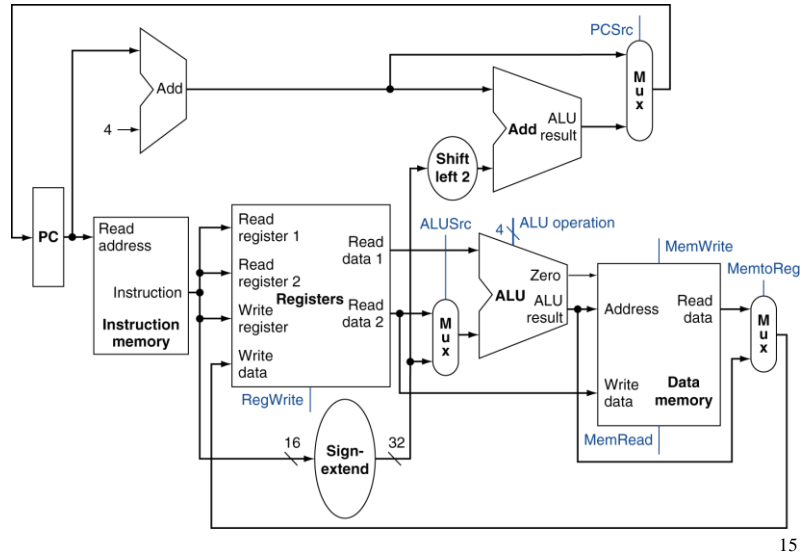 PCSrc
M
u
x
Add
4
Add
ALU
result
Shift
left 2
PC
Read
address
Instruction
Instruction
memory
Read
register 1
Read
register 2
Write
register
Write
data
Registers
Read
data 1
Read
data 2
RegWrite
ALUSrc
M
u
x
4
ALU operation
Zero
ALU
ALU
result
MemWrite
Address
Read
data
Write
data
Data
memory
MemRead
MemtoReg
M
u
x
16
Sign-
extend
32
15